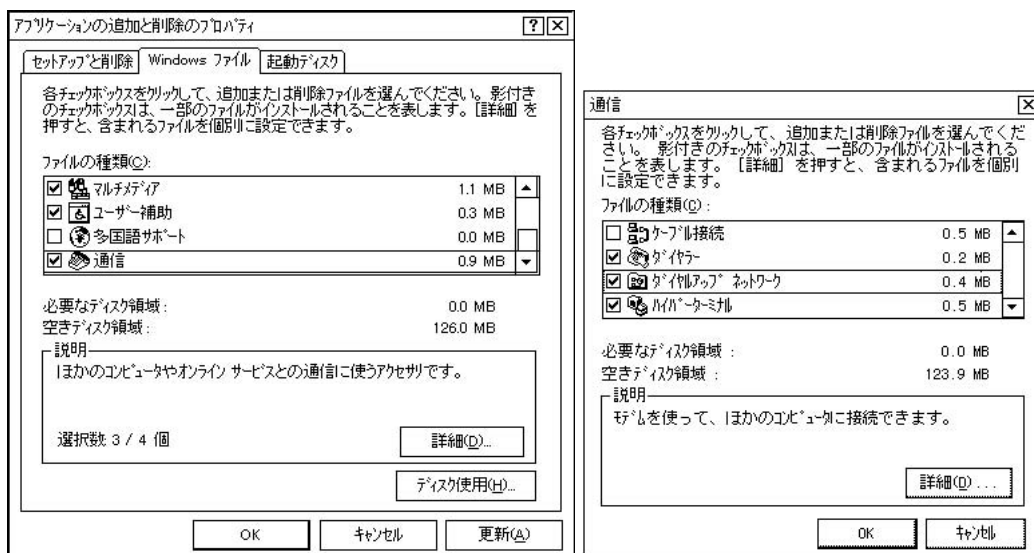 アプリケーションの追加と削除のプロパティ
セットアップと削除 Windows ファイル 起動ディスク
各チェックボックスをクリックして、追加または削除ファイルを選んでください。影付き
のチェックボックスは、一部のファイルがインストールされることを表します。[詳細] を
押すと、含まれるファイルを個別に設定できます。
ファイルの種類(C):
マルチメディア 1.1 MB
ユーザー補助 0.3 MB
多国語サポート 0.0 MB
通信 0.9 MB
必要なディスク領域: 0.0 MB
空きディスク領域: 126.0 MB
説明
ほかのコンピュータやオンライン サービスとの通信に使うアクセサリです。
選択数 3 / 4 個
詳細(D)...
ディスク使用(H)...
OK キャンセル 更新(A)
通信
各チェックボックスをクリックして、追加または削除ファイルを選んでくだ
さい。 影付きのチェックボックスは、一部のファイルがインストールされる
ことを表します。 [詳細] を押すと、含まれるファイルを個別
に設定できます。
ファイルの種類(C):
ケーブル接続 0.5 MB
ダイヤラー 0.2 MB
ダイヤルアップ ネットワーク 0.4 MB
ハイパーターミナル 0.5 MB
必要なディスク領域 : 0.0 MB
空きディスク領域 : 123.9 MB
説明
モデムを使って、ほかのコンピュータに接続できます。
詳細(D) ...
OK キャンセル